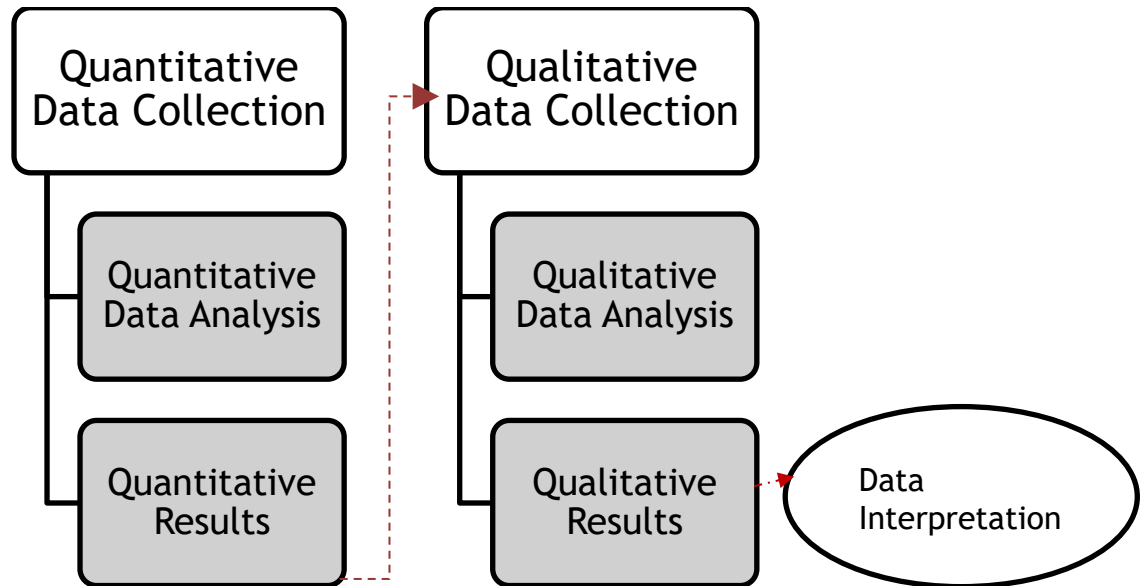 Quantitative
Data Collection
Quantitative
Data Analysis
Quantitative
Results
Qualitative
Data Collection
Qualitative
Data Analysis
Qualitative
Results
Data
Interpretation